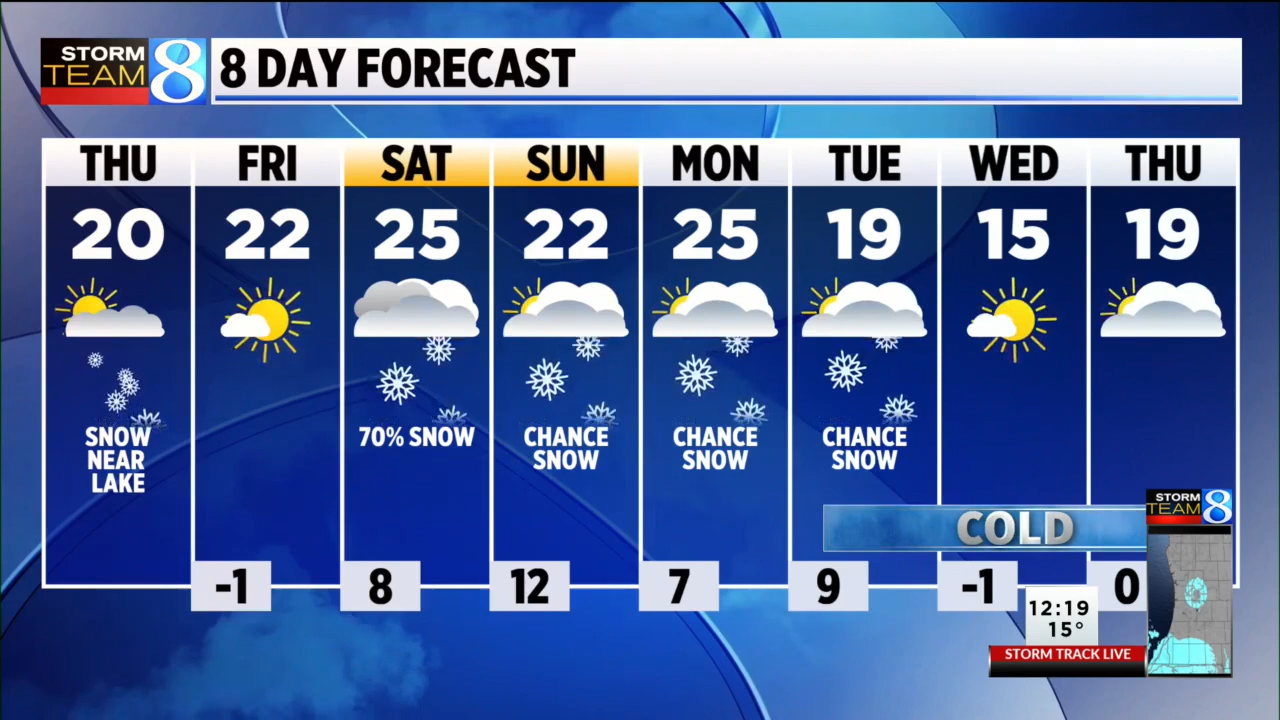 STORM
TEAM 8
8 DAY FORECAST
THU FRI SAT SUN MON TUE WED THU
20 22 25 22 25 19 15 19
SNOW
NEAR
LAKE
70% SNOW
CHANCE
SNOW
CHANCE
SNOW
CHANCE
SNOW
COLD
-1 8 12 7 9 -1 0
STORM
TEAM 8
12:19
15°
STORM TRACK LIVE